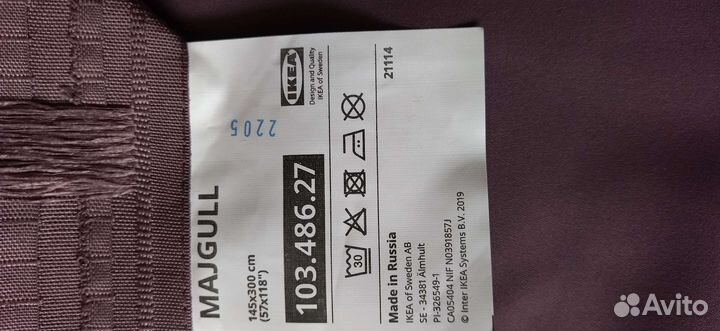 MAJGULL
145x300 cm
(57x118")
103.486.27
2205
IKEA
Design and Quality
IKEA of Sweden
30
Made in Russia
IKEA of Sweden AB
SE - 34381 Älmhult
PI-326549-1
CA05404 NIF N0391857J
© Inter IKEA Systems B.V. 2019
21114
Avito